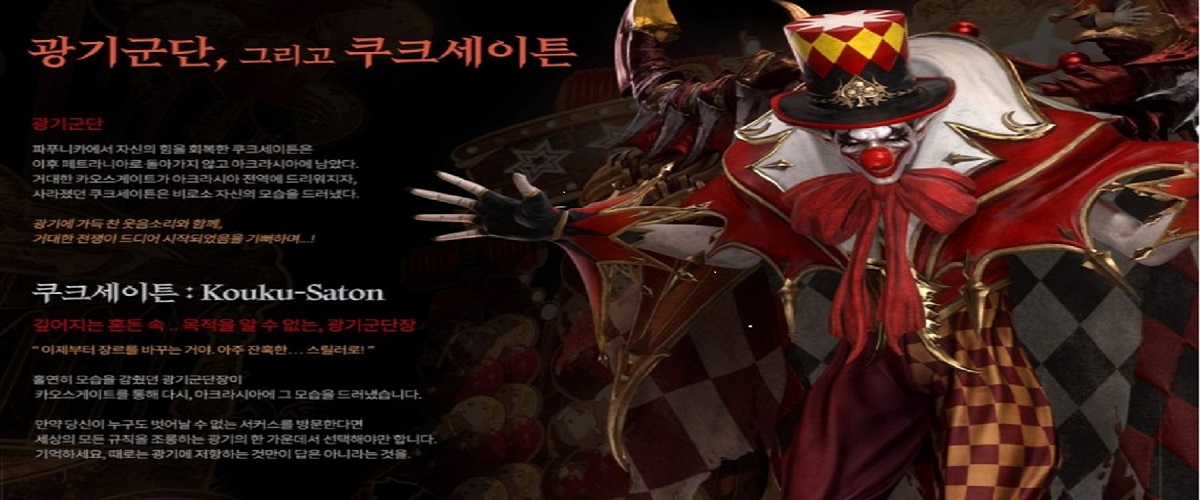 광기군단, 그리고 쿠크세이튼
광기군단
파푸니카에서 자신의 힘을 회복한 쿠크세이튼은
이후 페트라니아로 돌아가지 않고 아크라시아에 남았다.
거대한 카오스게이트가 아크라시아 전역에 드리워지자,
사라졌던 쿠크세이튼은 비로소 자신의 모습을 드러냈다.
광기에 가득 찬 웃음소리와 함께,
거대한 전쟁이 드디어 시작되었음을 기뻐하며...!
쿠크세이튼 : Kouku-Saton
깊어지는 혼돈 속 .. 목적을 알 수 없는, 광기군단장
" 이제부터 장르를 바꾸는 거야. 아주 잔혹한... 스릴러로! "
홀연히 모습을 감췄던 광기군단장이
카오스게이트를 통해 다시, 아크라시아에 그 모습을 드러냈습니다.
만약 당신이 누구도 벗어날 수 없는 서커스를 방문한다면
세상의 모든 규칙을 조롱하는 광기의 한 가운데서 선택해야만 합니다.
기억하세요, 때로는 광기에 저항하는 것만이 답은 아니라는 것을.